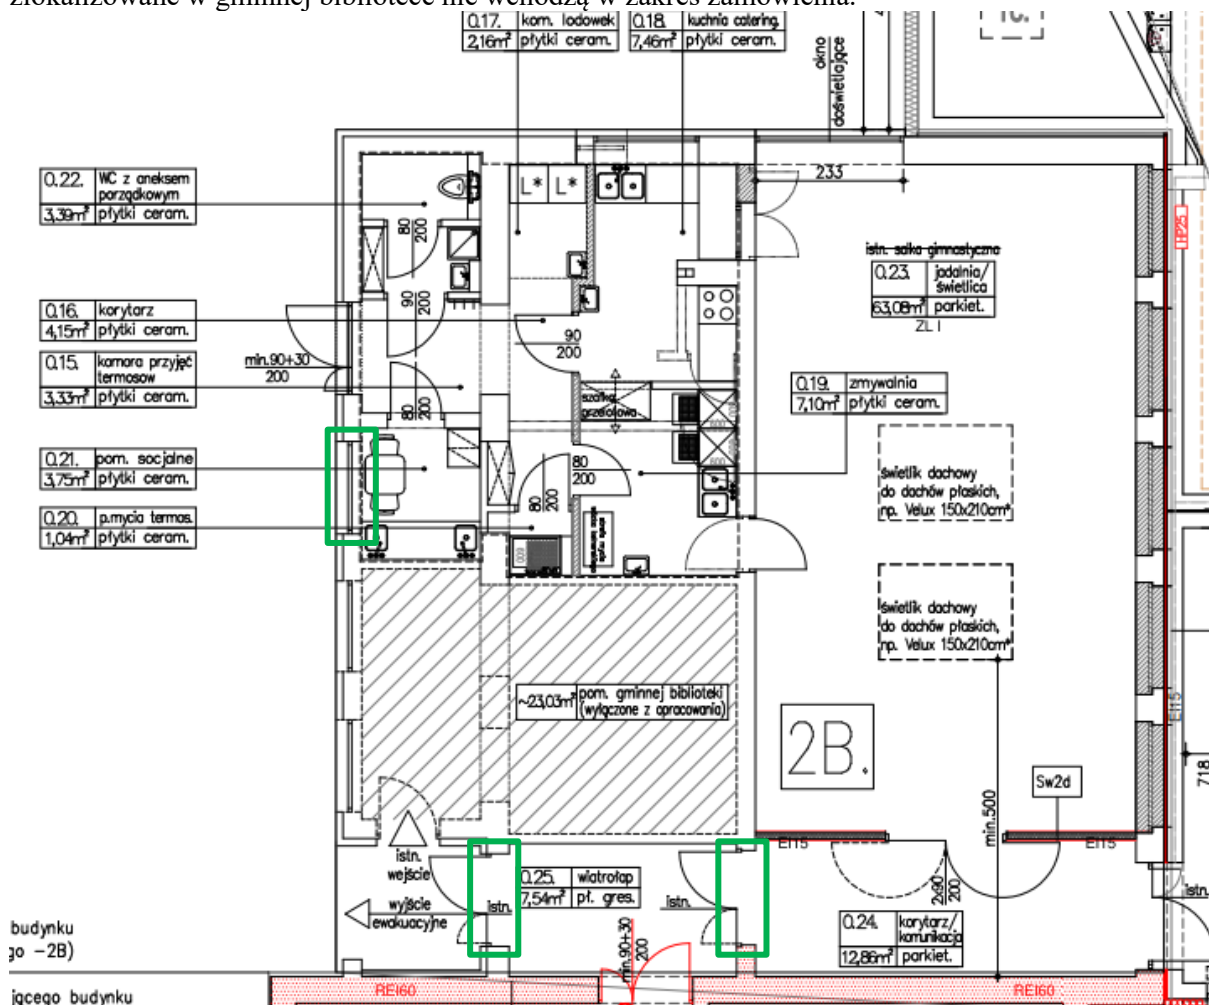 zlokalizowane w gminnej bibliotece nie wchodzą w zakres zamówienia.
0.17. kom. lodowek
2,16m² płytki ceram.
0.18. kuchnia catering.
7,46m² płytki ceram.
okno
doświetlające
1c.
0.22. WC z aneksem
porządkowym
3,39m² płytki ceram.
L* L*
233
80
200
HP25
istn. salka gimnastyczna
0.23. jadalnia/
świetlica
63,08m² parkiet.
ZL I
0.16. korytarz
4,15m² płytki ceram.
90
200
90
200
0.15. komora przyjęć
termosow
3,33m² płytki ceram.
min.90+30
200
80
200
szafka
grzejnikowa
600
600
0.19. zmywalnia
7,10m² płytki ceram.
0.21. pom. socjalne
3,75m² płytki ceram.
80
200
80
200
świetlik dachowy
do dachów płaskich,
np. Velux 150x210cm*
0.20. p.mycia termos.
1,04m² płytki ceram.
600
świetlik dachowy
do dachów płaskich,
np. Velux 150x210cm*
~23,03m² pom. gminnej biblioteki
(wyłączone z opracowania)
2B.
EI15
718
Sw2d
min.500
EI15
EI15
istn.
wejście
wyjście
ewakuacyjne
istn.
0.25. wiatrołap
7,54m² pł. gres.
istn.
min.90+30
200
2x90
200
0.24. korytarz/
komunikacja
12,86m² parkiet.
istn.
budynku
go -2B)
REI60
REI60
jącego budynku